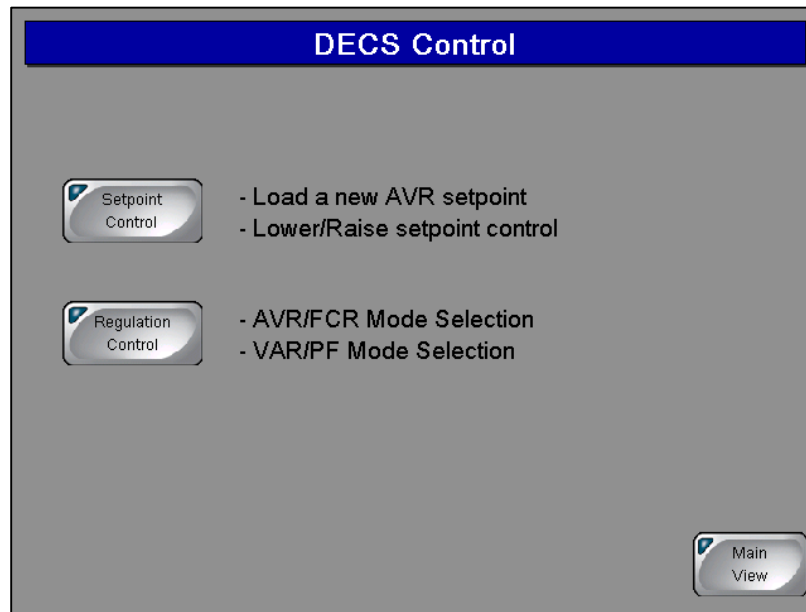 DECS Control
Setpoint
Control
- Load a new AVR setpoint
- Lower/Raise setpoint control
Regulation
Control
- AVR/FCR Mode Selection
- VAR/PF Mode Selection
Main
View